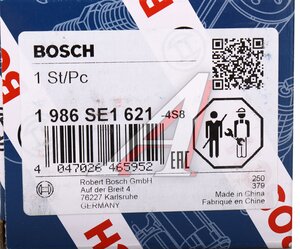 BOSCH
1 St/Pc
1 986 SE1 621 -4S8
4 047026 465952
EAC
BOSCH
Robert Bosch GmbH
Auf der Breit 4
76227 Karlsruhe
GERMANY
250
379
Made in China
Fabriqué en Chine